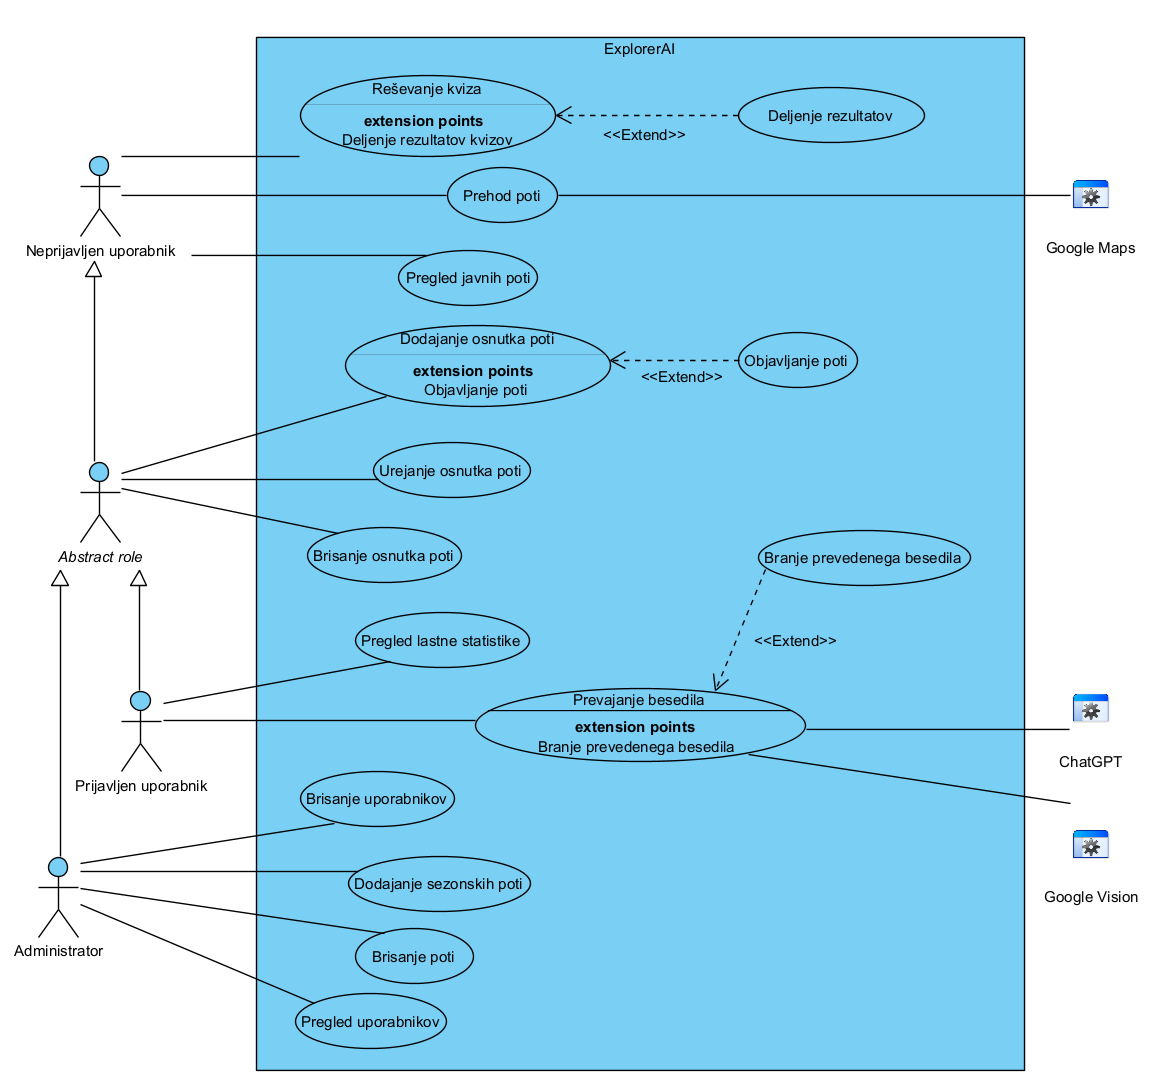 ExplorerAI
Reševanje kviza
extension points
Deljenje rezultatov kvizov
<<Extend>>
Deljenje rezultatov
Prehod poti
Neprijavljen uporabnik
Google Maps
Pregled javnih poti
Dodajanje osnutka poti
extension points
Objavljanje poti
<<Extend>>
Objavljanje poti
Urejanje osnutka poti
Abstract role
Brisanje osnutka poti
Branje prevedenega besedila
<<Extend>>
Pregled lastne statistike
Prevajanje besedila
extension points
Branje prevedenega besedila
ChatGPT
Prijavljen uporabnik
Brisanje uporabnikov
Dodajanje sezonskih poti
Google Vision
Administrator
Brisanje poti
Pregled uporabnikov